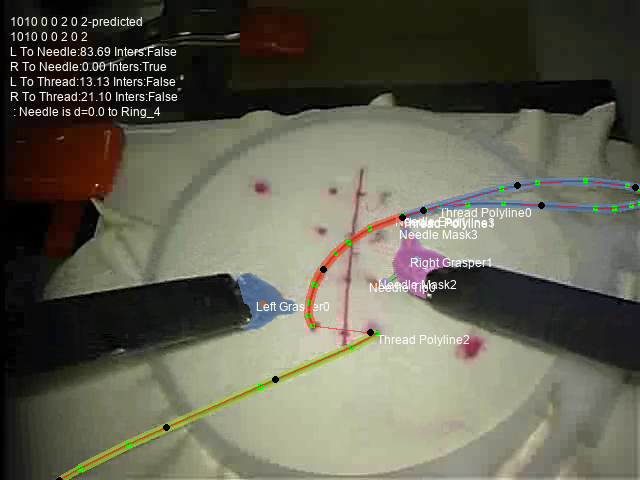 1010 0 0 2 0 2-predicted
1010 0 0 2 0 2
L To Needle:83.69 Inters:False
R To Needle:0.00 Inters:True
L To Thread:13.13 Inters:False
R To Thread:21.10 Inters:False
: Needle is d=0.0 to Ring_4
Thread Polyline0
Thread Polyline3
Needle Mask3
Right Grasper1
Needle Mask2
Left Grasper0
Thread Polyline2